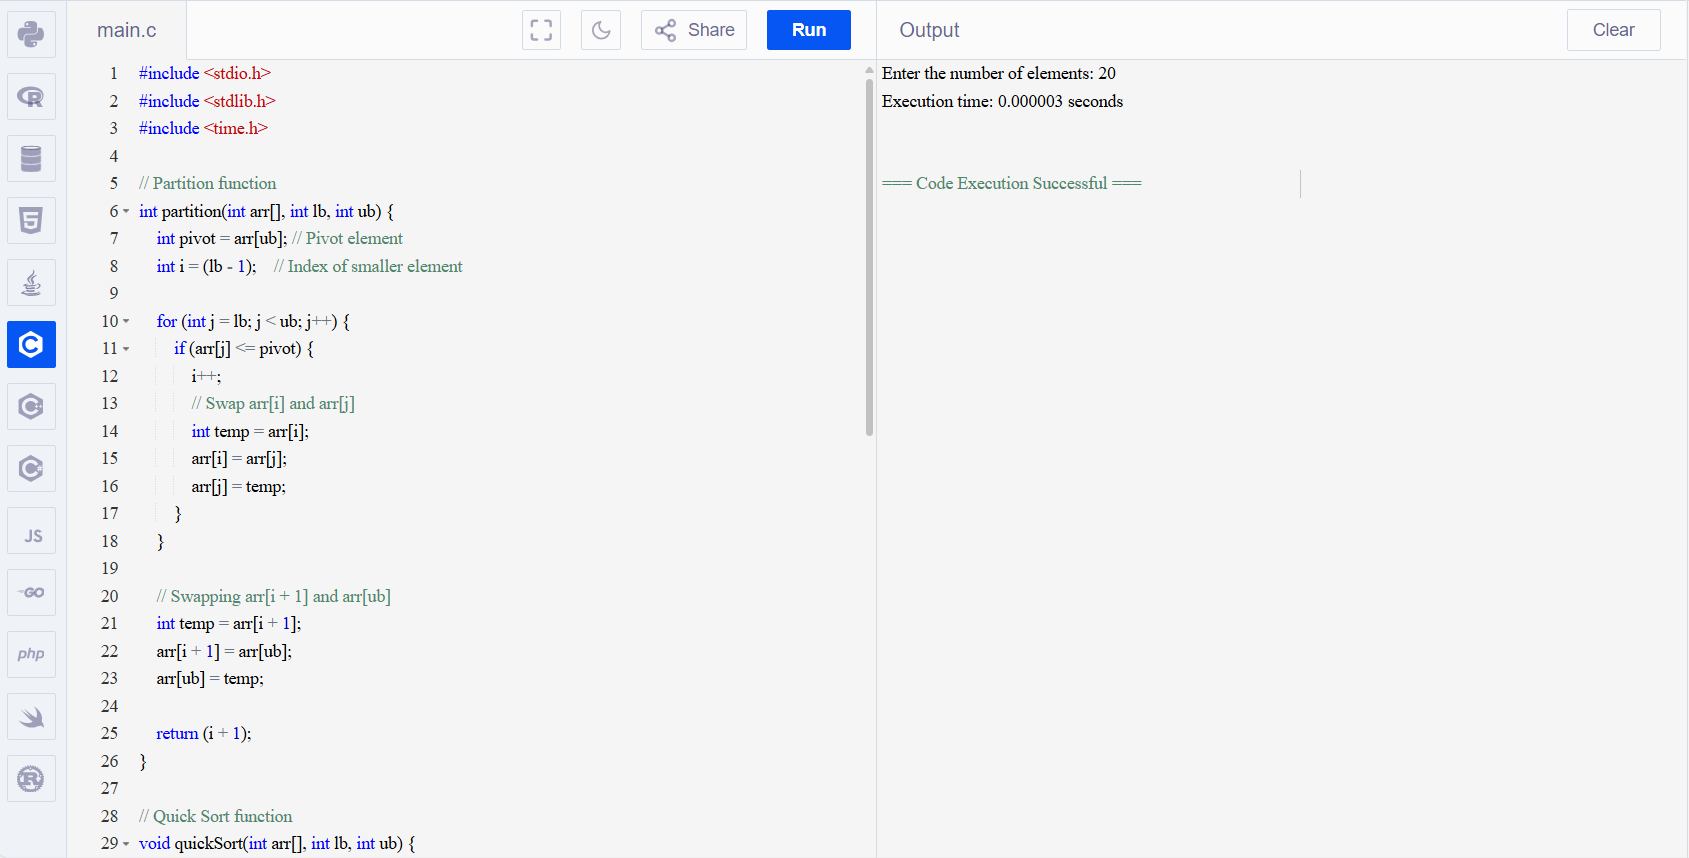 main.c
Share
Run
Output
Clear
1 #include <stdio.h>
2 #include <stdlib.h>
3 #include <time.h>
4
5 // Partition function
6 int partition(int arr[], int lb, int ub) {
7 int pivot = arr[ub]; // Pivot element
8 int i = (lb - 1); // Index of smaller element
9
10 for (int j = lb; j < ub; j++) {
11 if (arr[j] <= pivot) {
12 i++;
13 // Swap arr[i] and arr[j]
14 int temp = arr[i];
15 arr[i] = arr[j];
16 arr[j] = temp;
17 }
18 }
19
20 // Swapping arr[i + 1] and arr[ub]
21 int temp = arr[i + 1];
22 arr[i + 1] = arr[ub];
23 arr[ub] = temp;
24
25 return (i + 1);
26 }
27
28 // Quick Sort function
29 void quickSort(int arr[], int lb, int ub) {
Enter the number of elements: 20
Execution time: 0.000003 seconds
=== Code Execution Successful ===
R
5
C
C
C
JS
GO
php
R